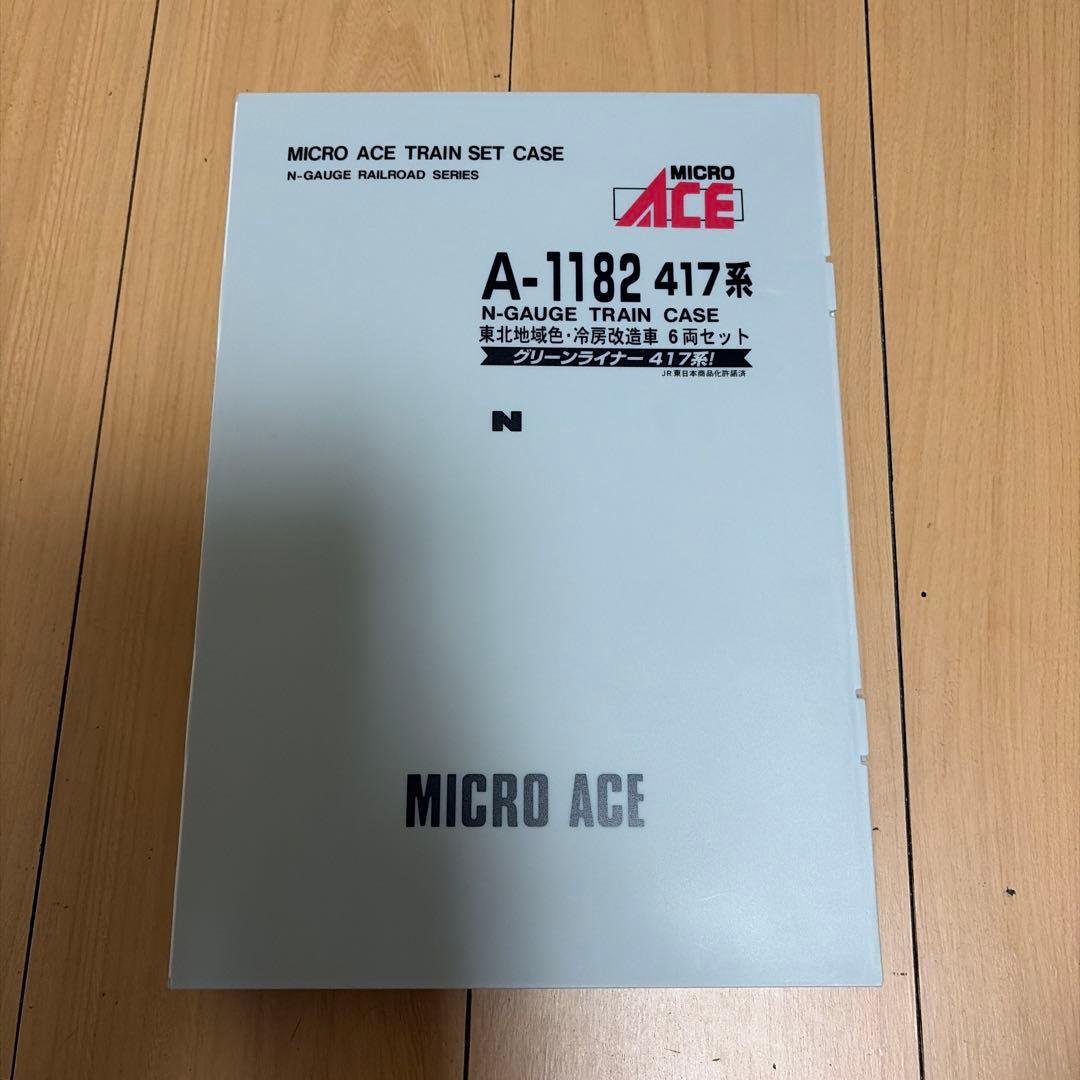 MICRO ACE TRAIN SET CASE
N-GAUGE RAILROAD SERIES
MICRO
ACE
A-1182 417系
N-GAUGE TRAIN CASE
東北地域色・冷房改造車 6両セット
グリーンライナー 417系!
JR東日本商品化許諾済
N
MICRO ACE